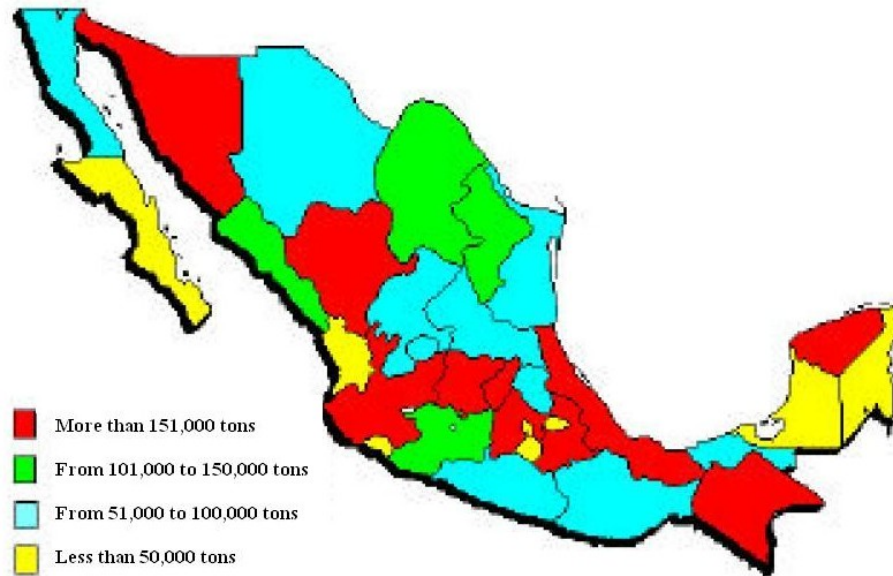 More than 151,000 tons
From 101,000 to 150,000 tons
From 51,000 to 100,000 tons
Less than 50,000 tons